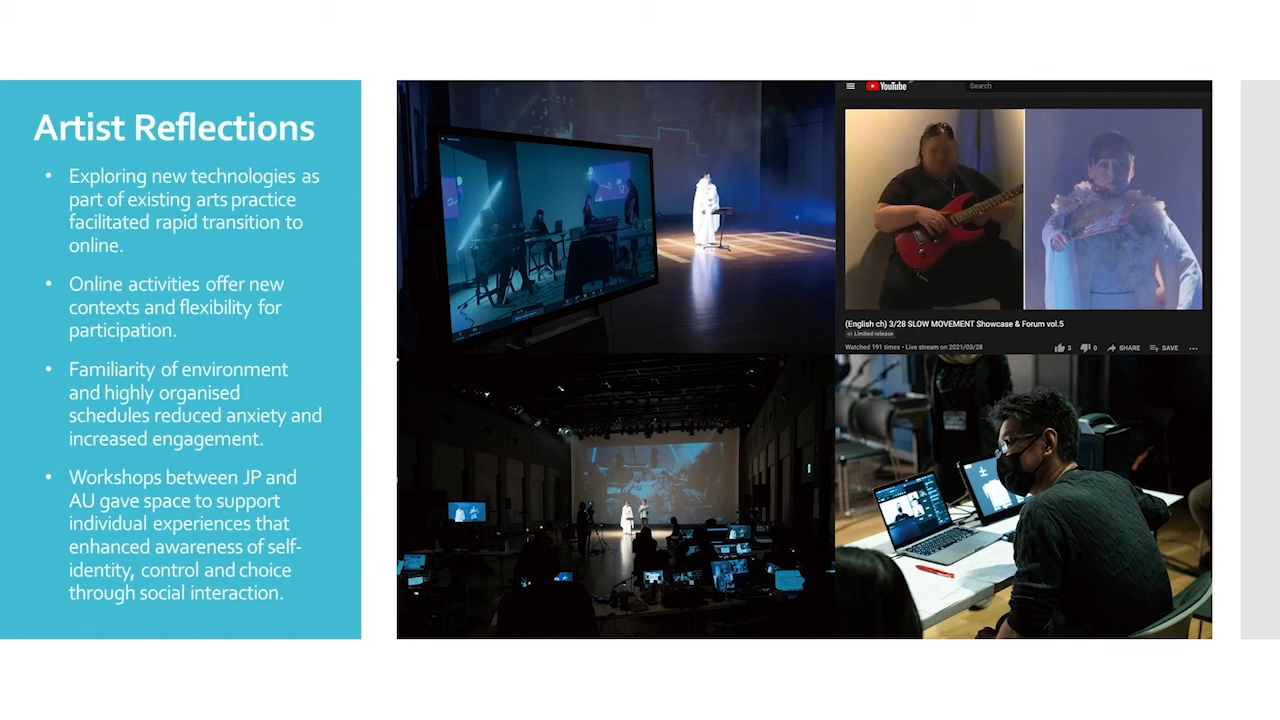 Artist Reflections
• Exploring new technologies as
part of existing arts practice
facilitated rapid transition to
online.
• Online activities offer new
contexts and flexibility for
participation.
• Familiarity of environment
and highly organised
schedules reduced anxiety and
increased engagement.
• Workshops between JP and
AU gave space to support
individual experiences that
enhanced awareness of self-
identity, control and choice
through social interaction.
YouTube
Search
(English ch) 3/28 SLOW MOVEMENT Showcase & Forum vol.5
Limited release
Watched 191 times • Live stream on 2021/03/28
3 0 SHARE SAVE